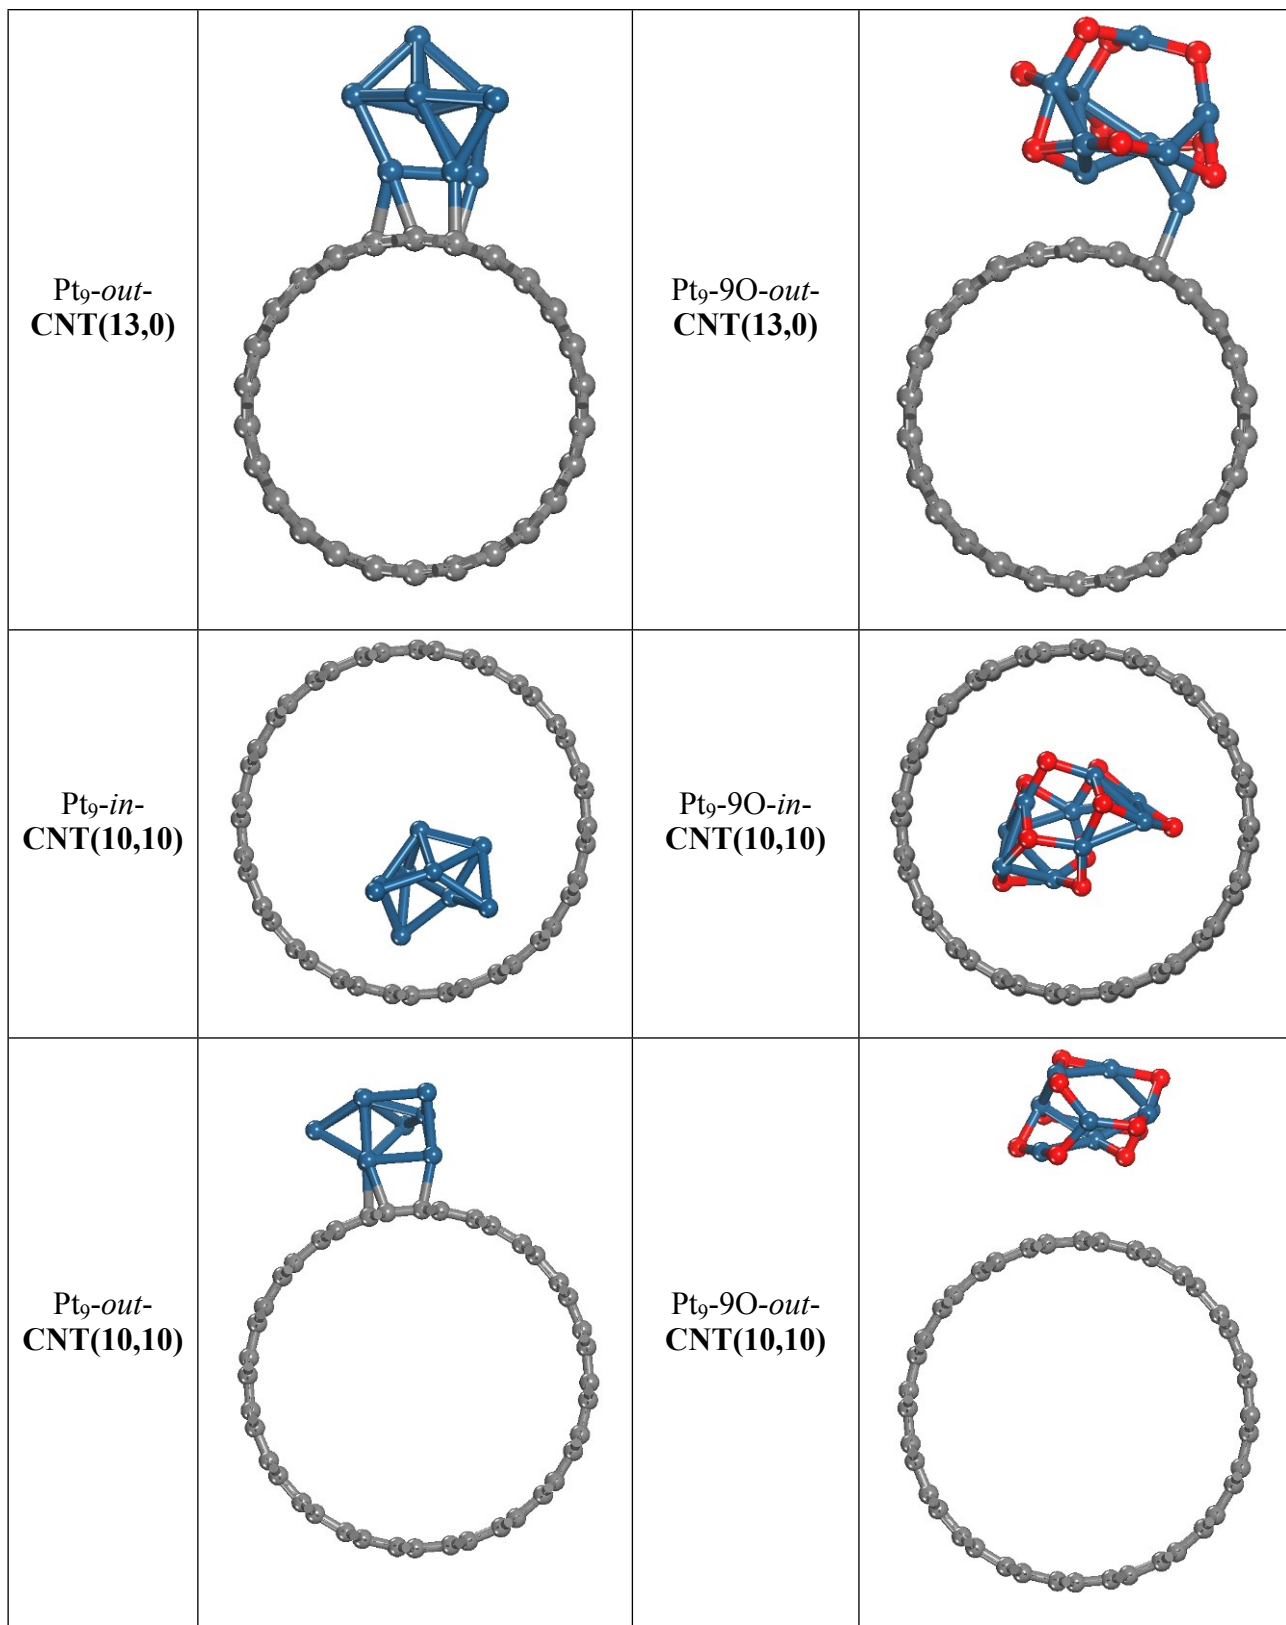 Pt₉-out-
CNT(13,0)
Pt₉-9O-out-
CNT(13,0)
Pt₉-in-
CNT(10,10)
Pt₉-9O-in-
CNT(10,10)
Pt₉-out-
CNT(10,10)
Pt₉-9O-out-
CNT(10,10)